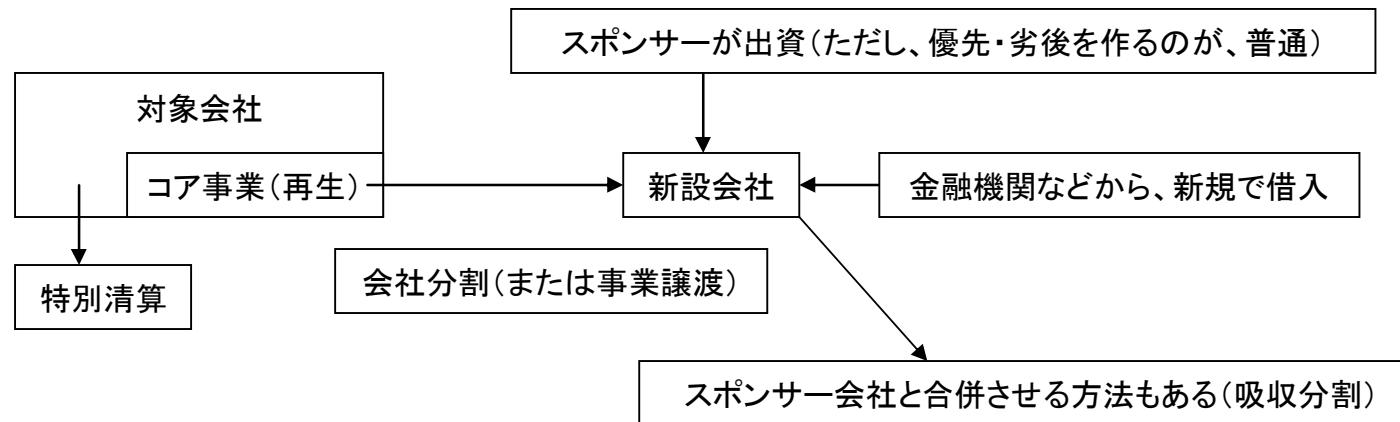 スポンサーが出資(ただし、優先・劣後を作るのが、普通)
対象会社
コア事業(再生)
新設会社
金融機関などから、新規で借入
会社分割(または事業譲渡)
特別清算
スポンサー会社と合併させる方法もある(吸収分割)